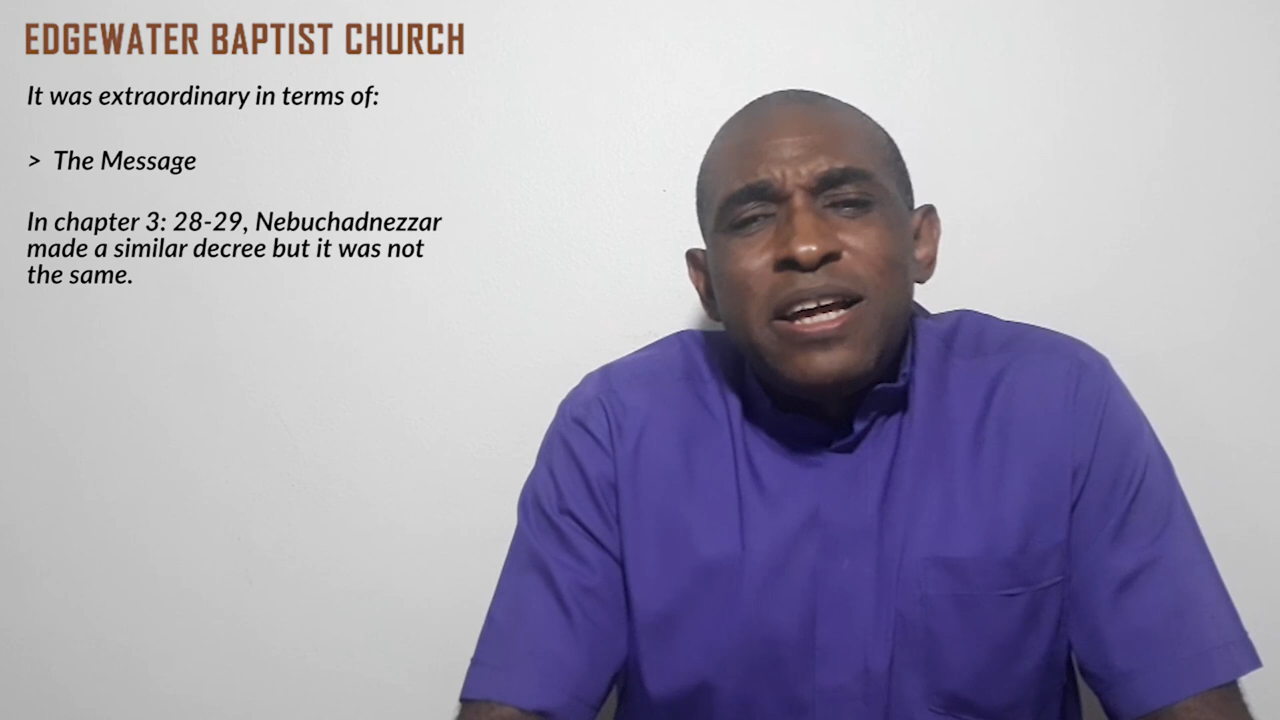 EDGEWATER BAPTIST CHURCH
It was extraordinary in terms of:
> The Message
In chapter 3: 28-29, Nebuchadnezzar
made a similar decree but it was not
the same.